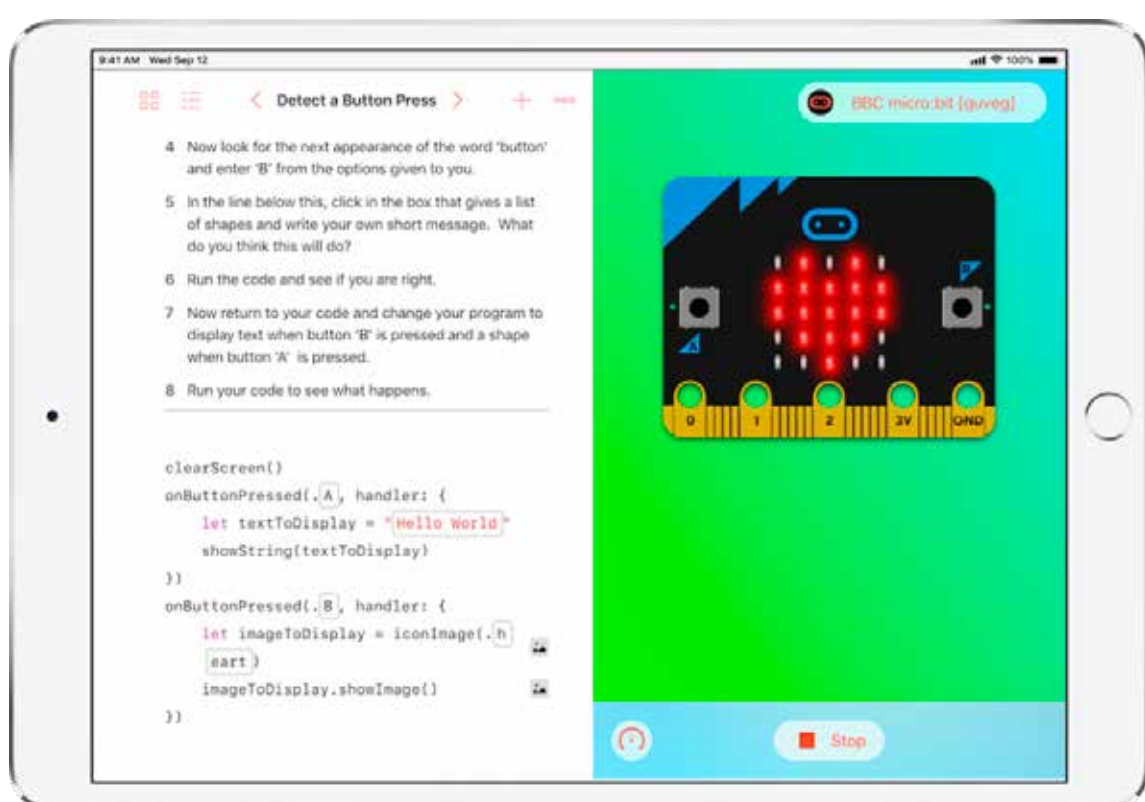 9:41 AM Wed Sep 12
100%
Detect a Button Press
4 Now look for the next appearance of the word 'button'
and enter 'B' from the options given to you.
5 In the line below this, click in the box that gives a list
of shapes and write your own short message. What
do you think this will do?
6 Run the code and see if you are right.
7 Now return to your code and change your program to
display text when button 'B' is pressed and a shape
when button 'A' is pressed.
8 Run your code to see what happens.
clearScreen()
onButtonPressed(.A, handler: {
let textToDisplay = "Hello World"
showString(textToDisplay)
})
onButtonPressed(.B, handler: {
let imageToDisplay = iconImage(.h
eart)
imageToDisplay.showImage()
})
BBC micro:bit [guveg]
B
A
0 1 2 3V GND
Stop